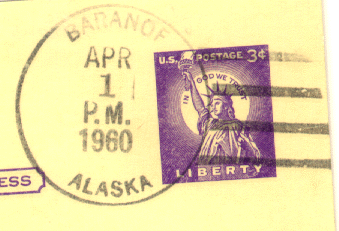 BARANOF
APR
1
P.M.
1960
ALASKA
U.S. POSTAGE 3¢
IN GOD WE TRUST
LIBERTY
ESS